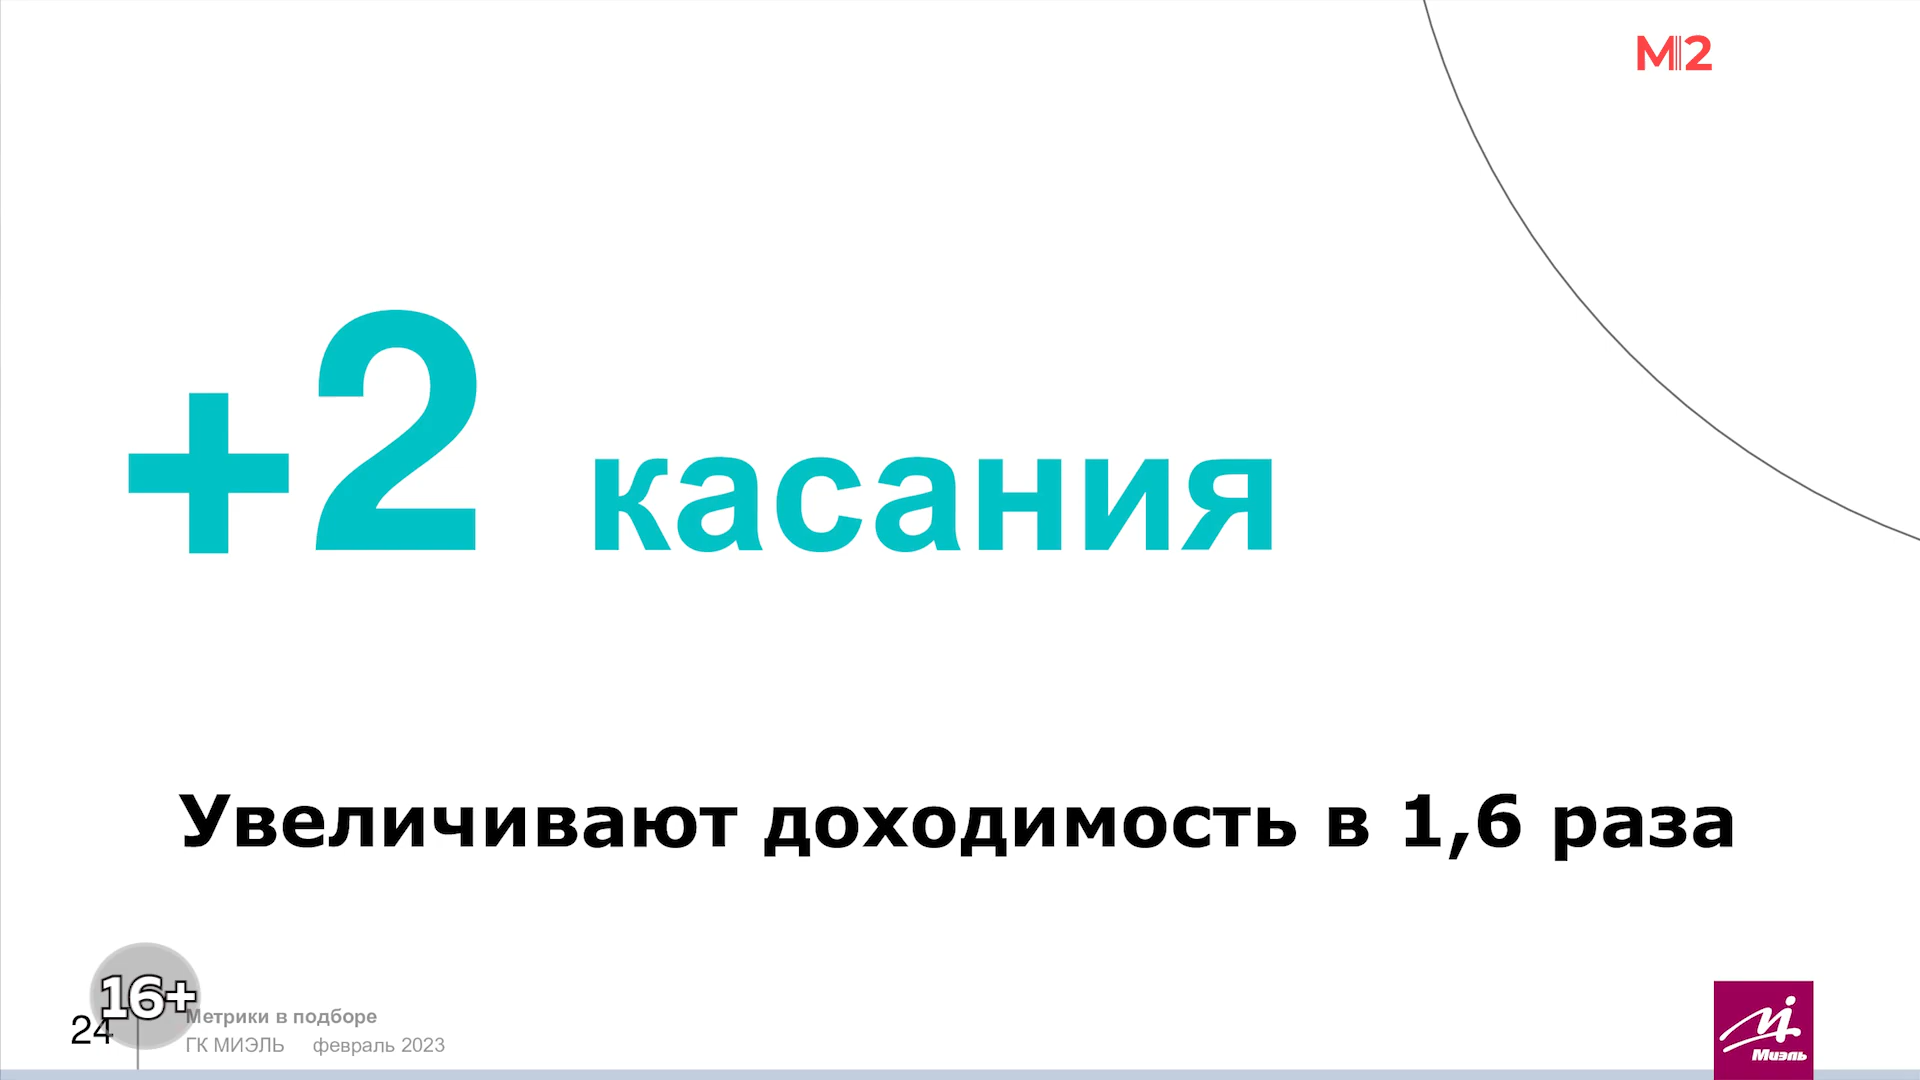 М2
+2 касания
Увеличивают доходимость в 1,6 раза
16+
24
Метрики в подборе
ГК МИЭЛЬ февраль 2023
Миэль